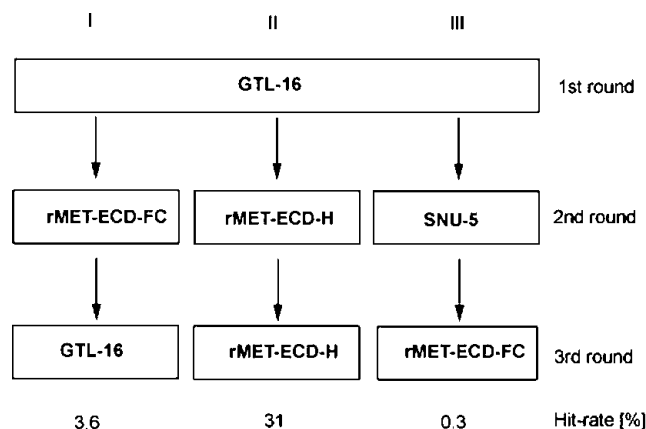 I II III
GTL-16
1st round
rMET-ECD-FC rMET-ECD-H SNU-5 2nd round
GTL-16 rMET-ECD-H rMET-ECD-FC 3rd round
3.6 31 0.3 Hit-rate [%]